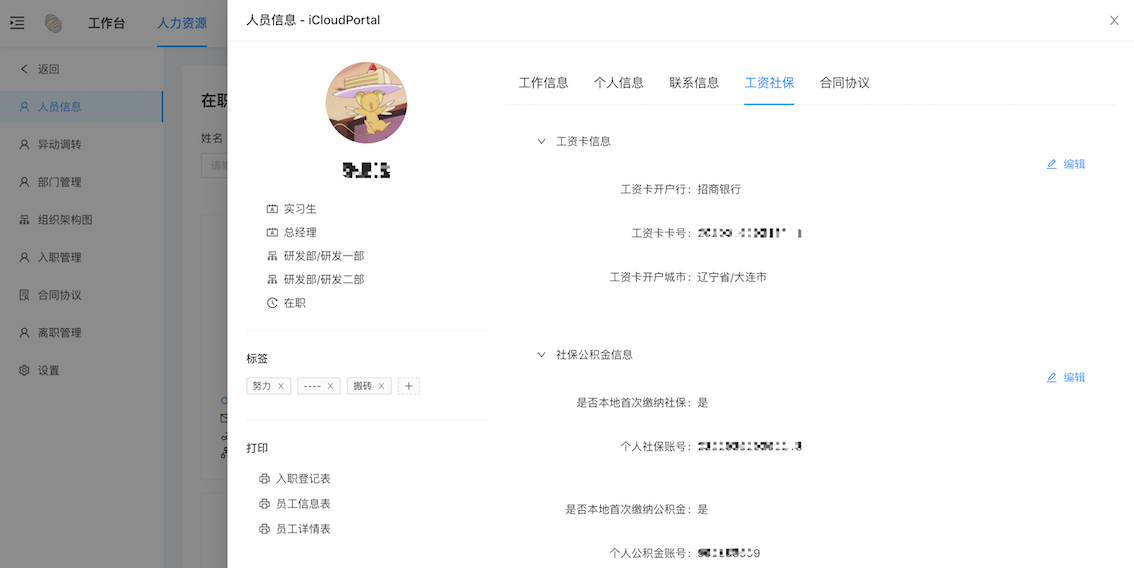 工作台 人力资源
人员信息 - iCloudPortal
返回
人员信息
异动调转
部门管理
组织架构图
入职管理
合同协议
离职管理
设置
在职
姓名
请输
实习生
总经理
研发部/研发一部
研发部/研发二部
在职
标签
努力 x ---- x 搬砖 x +
打印
入职登记表
员工信息表
员工详情表
工作信息 个人信息 联系信息 工资社保 合同协议
工资卡信息
编辑
工资卡开户行：招商银行
工资卡卡号：
工资卡开户城市：辽宁省/大连市
社保公积金信息
编辑
是否本地首次缴纳社保：是
个人社保账号：
是否本地首次缴纳公积金：是
个人公积金账号：